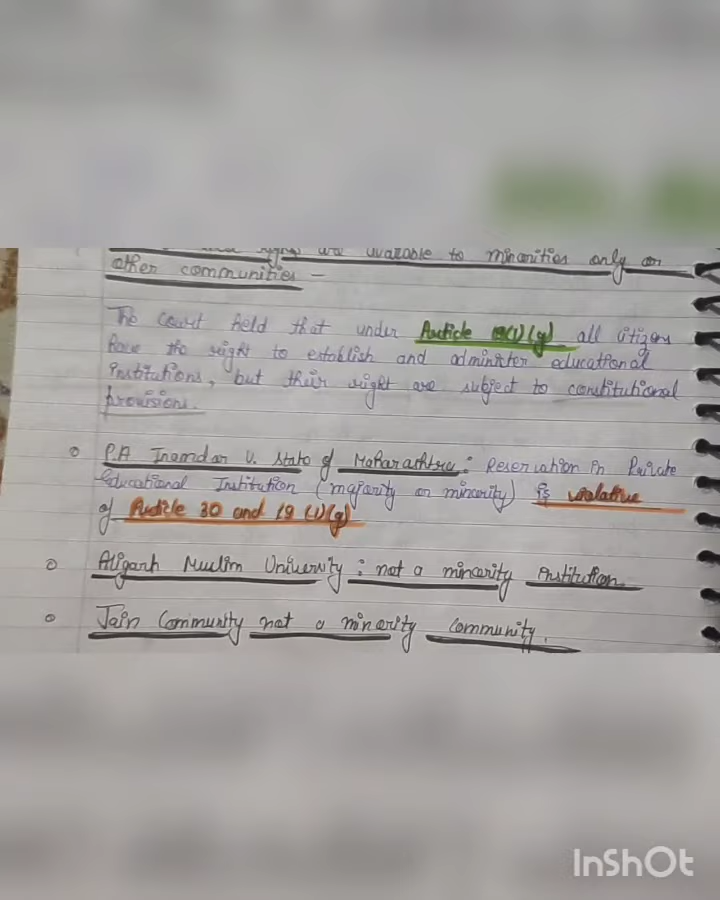 are available to minorities only or
other communities –
The Court held that under Article 19(1)(g) all citizens
have the right to establish and administer educational
Institutions, but their right are subject to constitutional
provisions.
P.A Inamdar V. State of Maharashtra: Reservation in Private
Educational Institution (majority or minority) is violative
of Article 30 and 19 (1)(g)
Aligarh Muslim University : not a minority Institution
Jain Community not a minority community.
InShOt